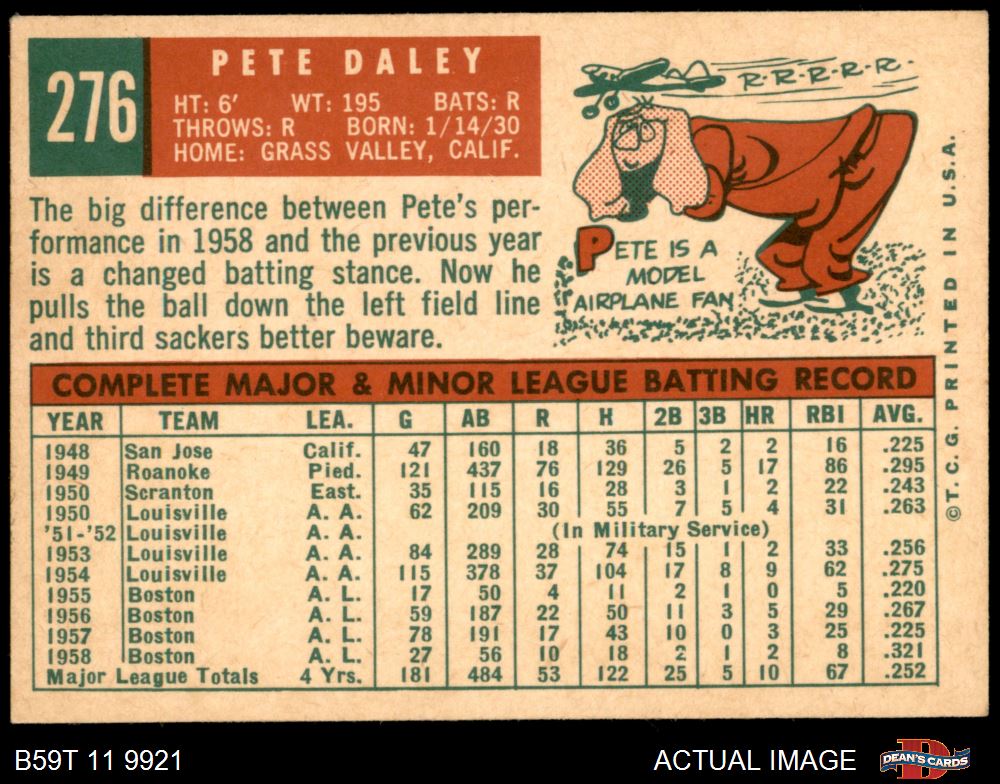 276
PETE DALEY
HT: 6' WT: 195 BATS: R
THROWS: R BORN: 1/14/30
HOME: GRASS VALLEY, CALIF.
The big difference between Pete's per-
formance in 1958 and the previous year
is a changed batting stance. Now he
pulls the ball down the left field line
and third sackers better beware.
R-R-R-R-R-
PETE IS A
MODEL
AIRPLANE FAN
COMPLETE MAJOR & MINOR LEAGUE BATTING RECORD
YEAR TEAM LEA. G AB R H 2B 3B HR RBI AVG.
1948 San Jose Calif. 47 160 18 36 5 2 2 16 .225
1949 Roanoke Pied. 121 437 76 129 26 5 17 86 .295
1950 Scranton East. 35 115 16 28 3 1 2 22 .243
1950 Louisville A. A. 62 209 30 55 7 5 4 31 .263
'51-'52 Louisville A. A. (In Military Service)
1953 Louisville A. A. 84 289 28 74 15 1 2 33 .256
1954 Louisville A. A. 115 378 37 104 17 8 9 62 .275
1955 Boston A. L. 17 50 4 11 2 1 0 5 .220
1956 Boston A. L. 59 187 22 50 11 3 5 29 .267
1957 Boston A. L. 78 191 17 43 10 0 3 25 .225
1958 Boston A. L. 27 56 10 18 2 1 2 8 .321
Major League Totals 4 Yrs. 181 484 53 122 25 5 10 67 .252
©T. C. G. PRINTED IN U.S.A.
B59T 11 9921
ACTUAL IMAGE
DEAN'S CARDS